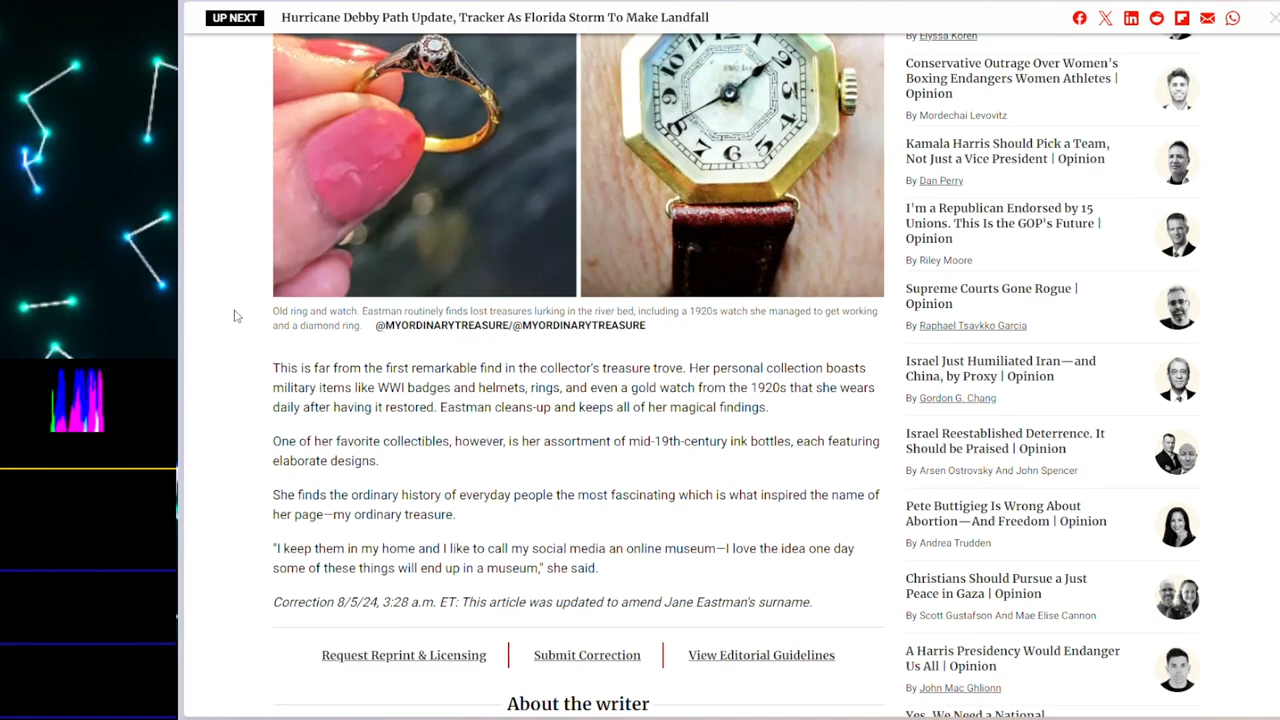 UP NEXT
Hurricane Debby Path Update, Tracker As Florida Storm To Make Landfall
Old ring and watch. Eastman routinely finds lost treasures lurking in the river bed, including a 1920s watch she managed to get working
and a diamond ring. @MYORDINARYTREASURE/@MYORDINARYTREASURE
This is far from the first remarkable find in the collector's treasure trove. Her personal collection boasts
military items like WWI badges and helmets, rings, and even a gold watch from the 1920s that she wears
daily after having it restored. Eastman cleans-up and keeps all of her magical findings.
One of her favorite collectibles, however, is her assortment of mid-19th-century ink bottles, each featuring
elaborate designs.
She finds the ordinary history of everyday people the most fascinating which is what inspired the name of
her page—my ordinary treasure.
"I keep them in my home and I like to call my social media an online museum—I love the idea one day
some of these things will end up in a museum," she said.
Correction 8/5/24, 3:28 a.m. ET: This article was updated to amend Jane Eastman's surname.
Request Reprint & Licensing
Submit Correction
View Editorial Guidelines
About the writer
By Elyssa Koren
Conservative Outrage Over Women's
Boxing Endangers Women Athletes |
Opinion
By Mordechai Levovitz
Kamala Harris Should Pick a Team,
Not Just a Vice President | Opinion
By Dan Perry
I'm a Republican Endorsed by 15
Unions. This Is the GOP's Future |
Opinion
By Riley Moore
Supreme Courts Gone Rogue |
Opinion
By Raphael Tsavkko Garcia
Israel Just Humiliated Iran—and
China, by Proxy | Opinion
By Gordon G. Chang
Israel Reestablished Deterrence. It
Should be Praised | Opinion
By Arsen Ostrovsky And John Spencer
Pete Buttigieg Is Wrong About
Abortion—And Freedom | Opinion
By Andrea Trudden
Christians Should Pursue a Just
Peace in Gaza | Opinion
By Scott Gustafson And Mae Elise Cannon
A Harris Presidency Would Endanger
Us All | Opinion
By John Mac Ghlionn
Yes, We Need a National